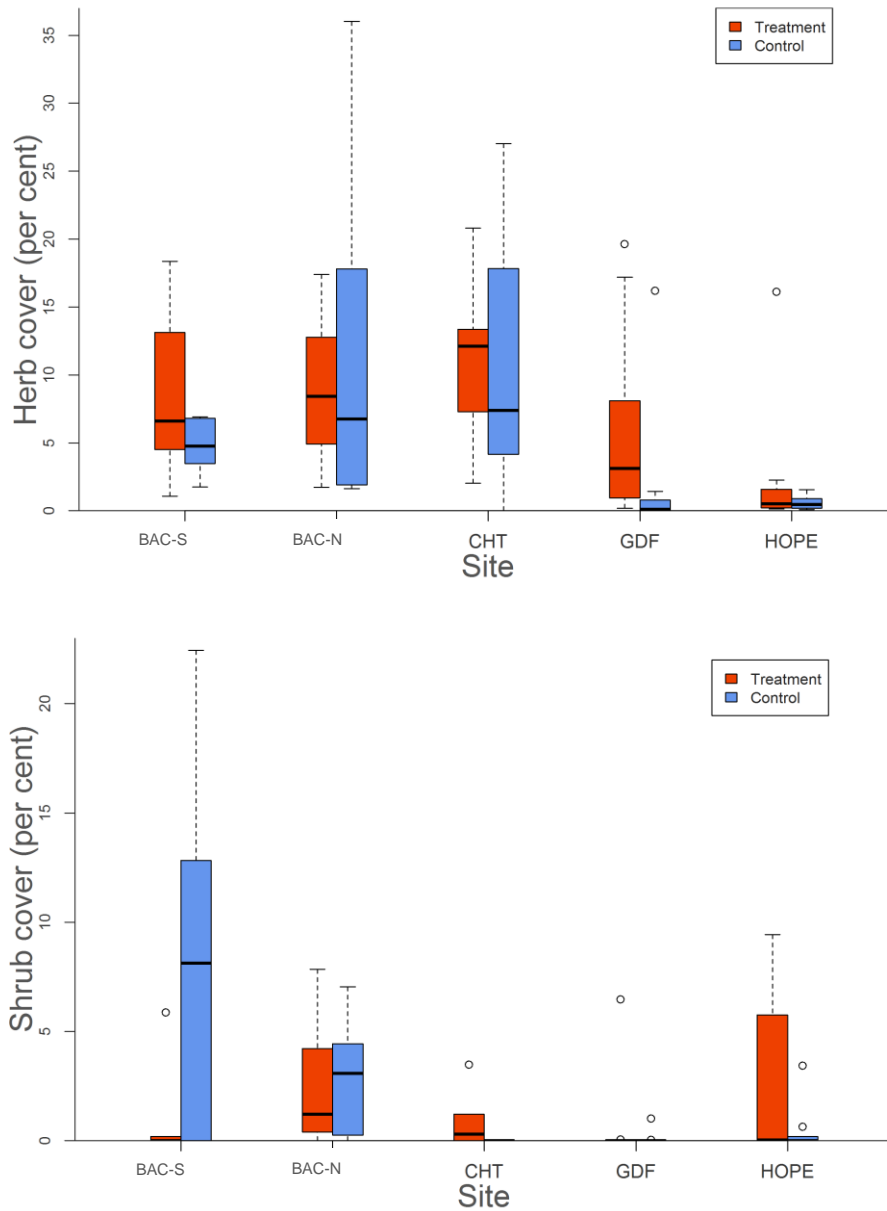 Herb cover (per cent)
35
30
25
20
15
10
5
0
Treatment
Control
BAC-S BAC-N CHT GDF HOPE
Site
Shrub cover (per cent)
20
15
10
5
0
Treatment
Control
BAC-S BAC-N CHT GDF HOPE
Site